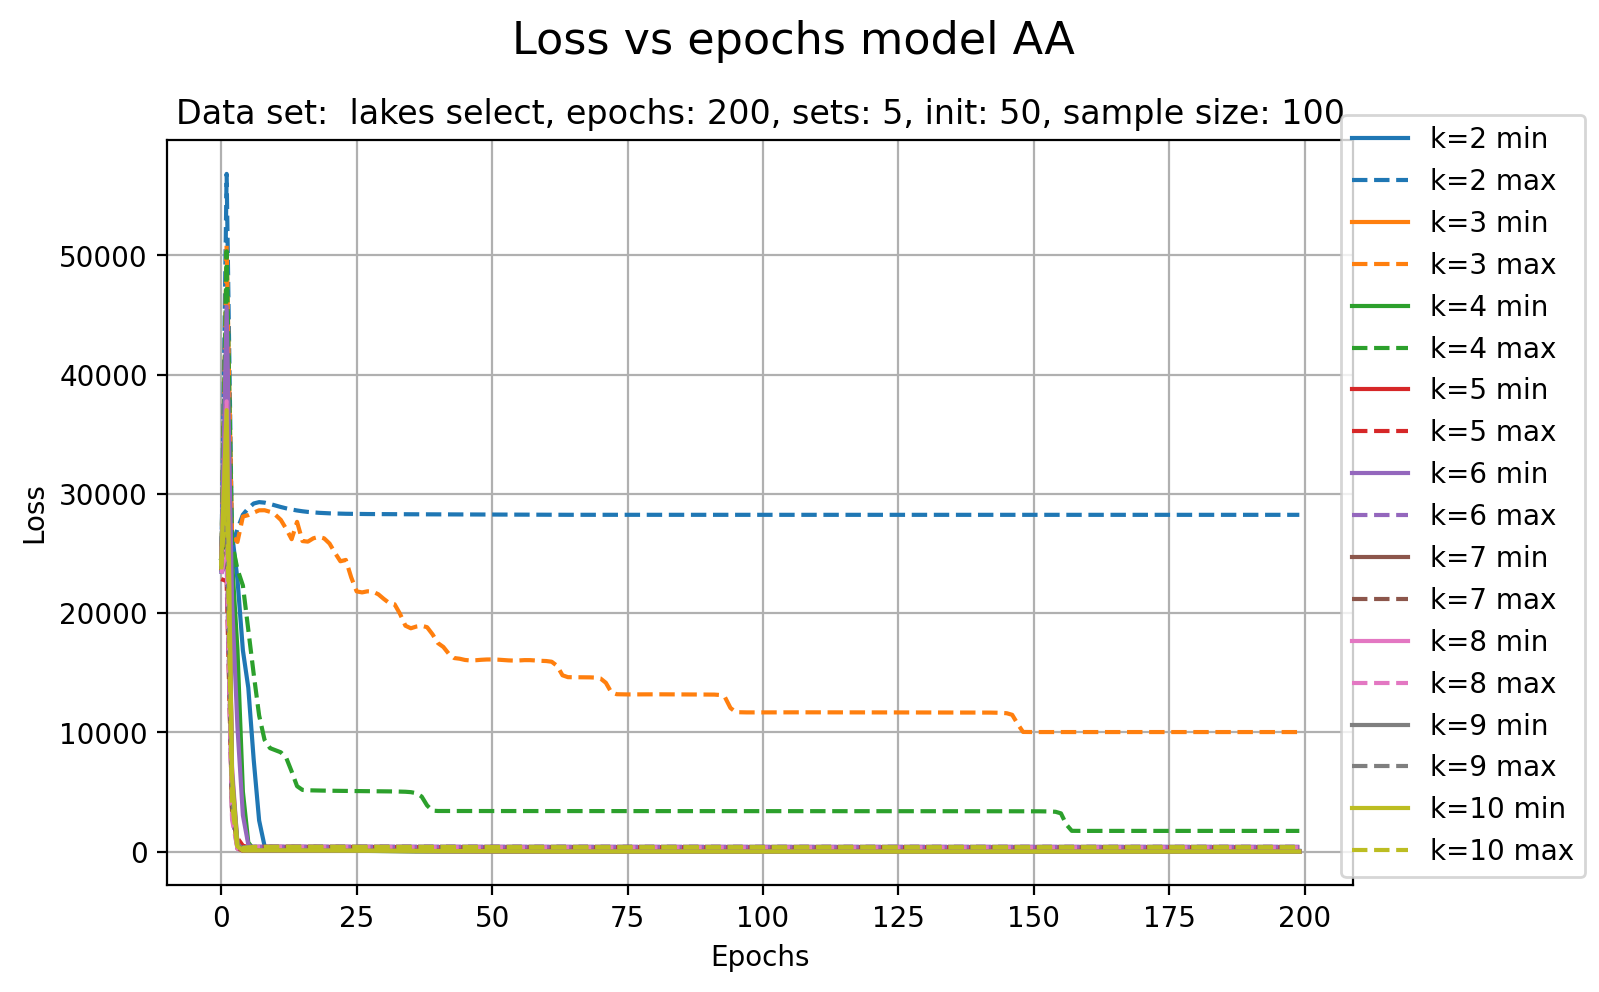 Loss vs epochs model AA
Data set:  lakes select, epochs: 200, sets: 5, init: 50, sample size: 100
k=2 min
k=2 max
k=3 min
k=3 max
k=4 min
k=4 max
k=5 min
k=5 max
k=6 min
k=6 max
k=7 min
k=7 max
k=8 min
k=8 max
k=9 min
k=9 max
k=10 min
k=10 max
50000
40000
30000
20000
10000
0
Loss
0 25 50 75 100 125 150 175 200
Epochs